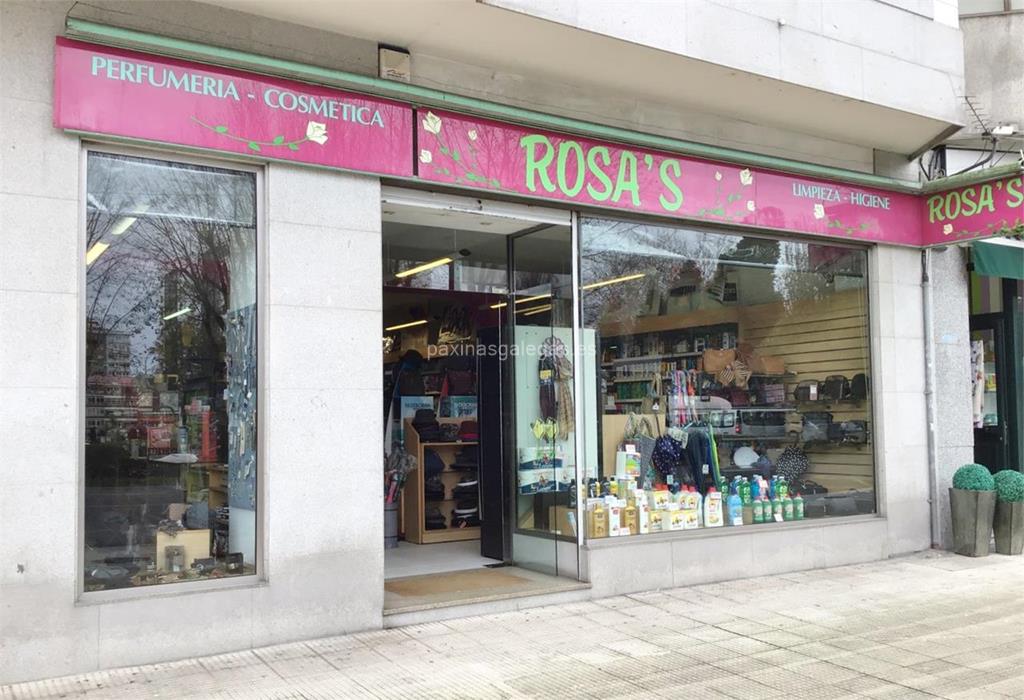 PERFUMERIA - COSMETICA
ROSA'S
LIMPIEZA - HIGIENE
ROSA'S
paxinasgalegas.es